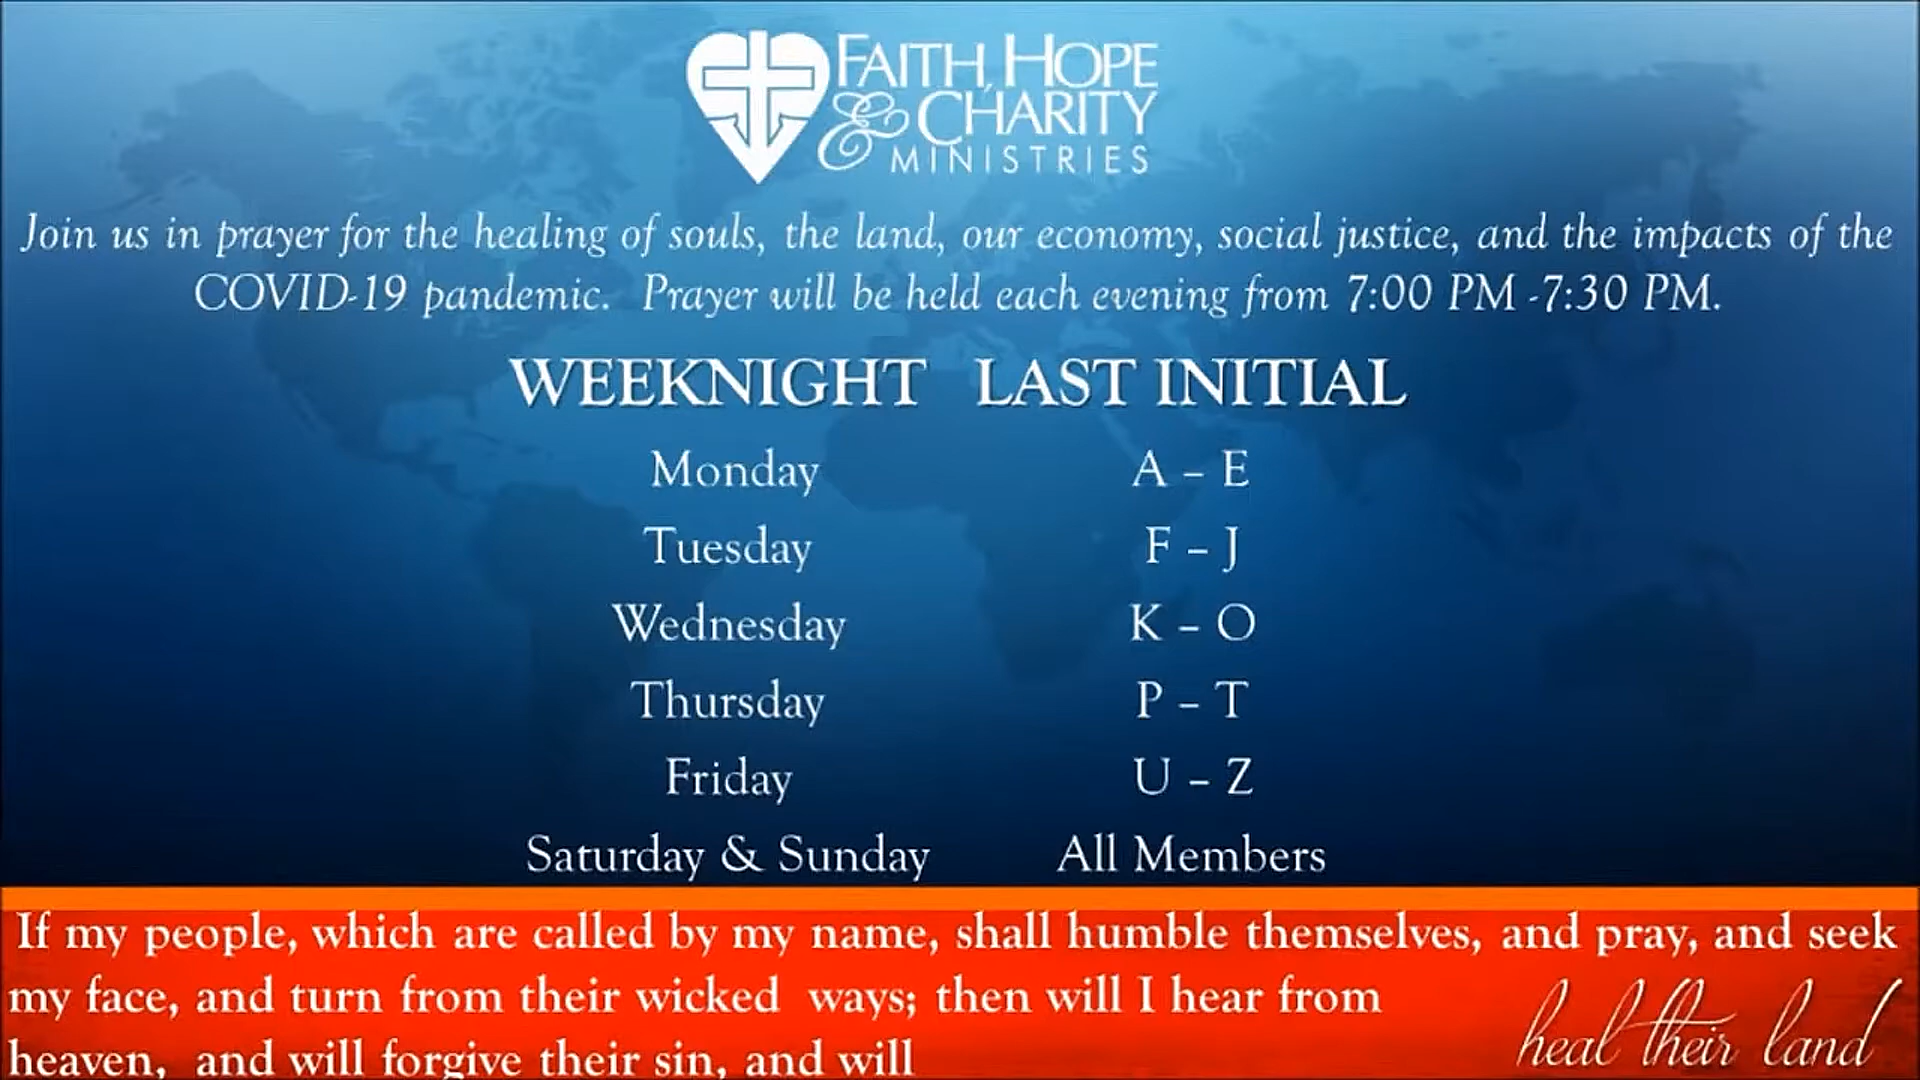 FAITH, HOPE
& CHARITY
MINISTRIES
Join us in prayer for the healing of souls, the land, our economy, social justice, and the impacts of the
COVID-19 pandemic. Prayer will be held each evening from 7:00 PM -7:30 PM.
WEEKNIGHT LAST INITIAL
Monday A – E
Tuesday F – J
Wednesday K – O
Thursday P – T
Friday U – Z
Saturday & Sunday All Members
If my people, which are called by my name, shall humble themselves, and pray, and seek
my face, and turn from their wicked ways; then will I hear from
heaven, and will forgive their sin, and will
heal their land